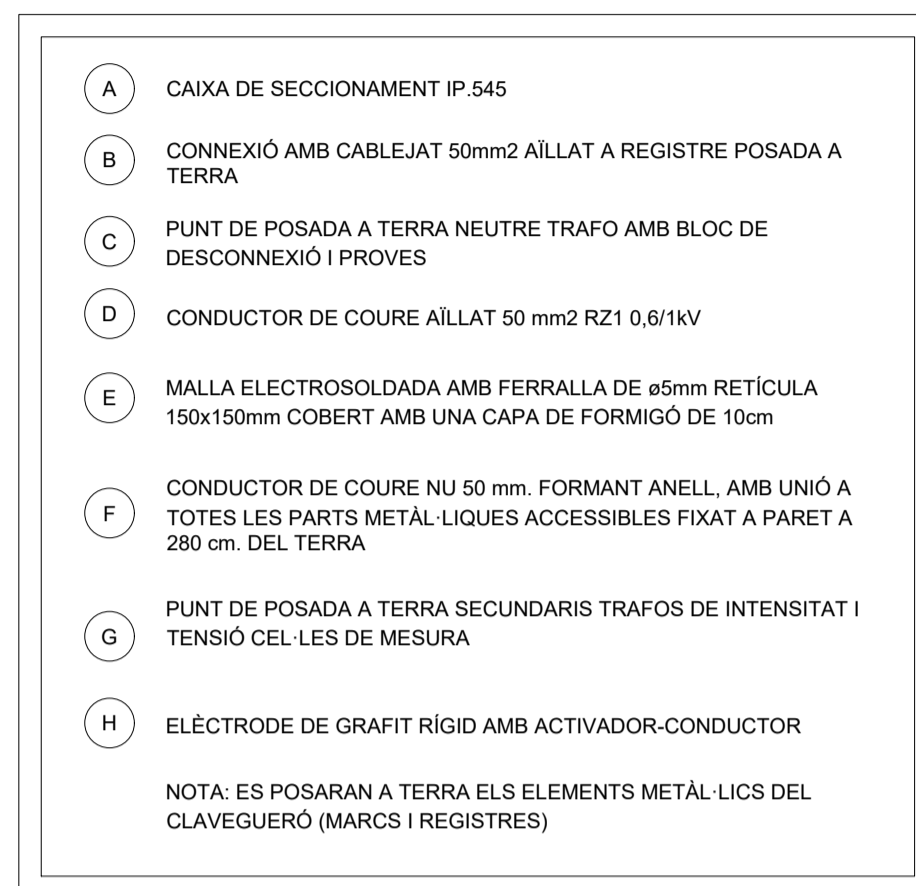 A CAIXA DE SECCIONAMENT IP.545
B CONNEXIÓ AMB CABLEJAT 50mm2 AÏLLAT A REGISTRE POSADA A
TERRA
C PUNT DE POSADA A TERRA NEUTRE TRAFO AMB BLOC DE
DESCONNEXIÓ I PROVES
D CONDUCTOR DE COURE AÏLLAT 50 mm2 RZ1 0,6/1kV
E MALLA ELECTROSOLDADA AMB FERRALLA DE ø5mm RETÍCULA
150x150mm COBERT AMB UNA CAPA DE FORMIGÓ DE 10cm
F CONDUCTOR DE COURE NU 50 mm. FORMANT ANELL, AMB UNIÓ A
TOTES LES PARTS METÀL·LIQUES ACCESSIBLES FIXAT A PARET A
280 cm. DEL TERRA
G PUNT DE POSADA A TERRA SECUNDARIS TRAFOS DE INTENSITAT I
TENSIÓ CEL·LES DE MESURA
H ELÈCTRODE DE GRAFIT RÍGID AMB ACTIVADOR-CONDUCTOR
NOTA: ES POSARAN A TERRA ELS ELEMENTS METÀL·LICS DEL
CLAVEGUERÓ (MARCS I REGISTRES)